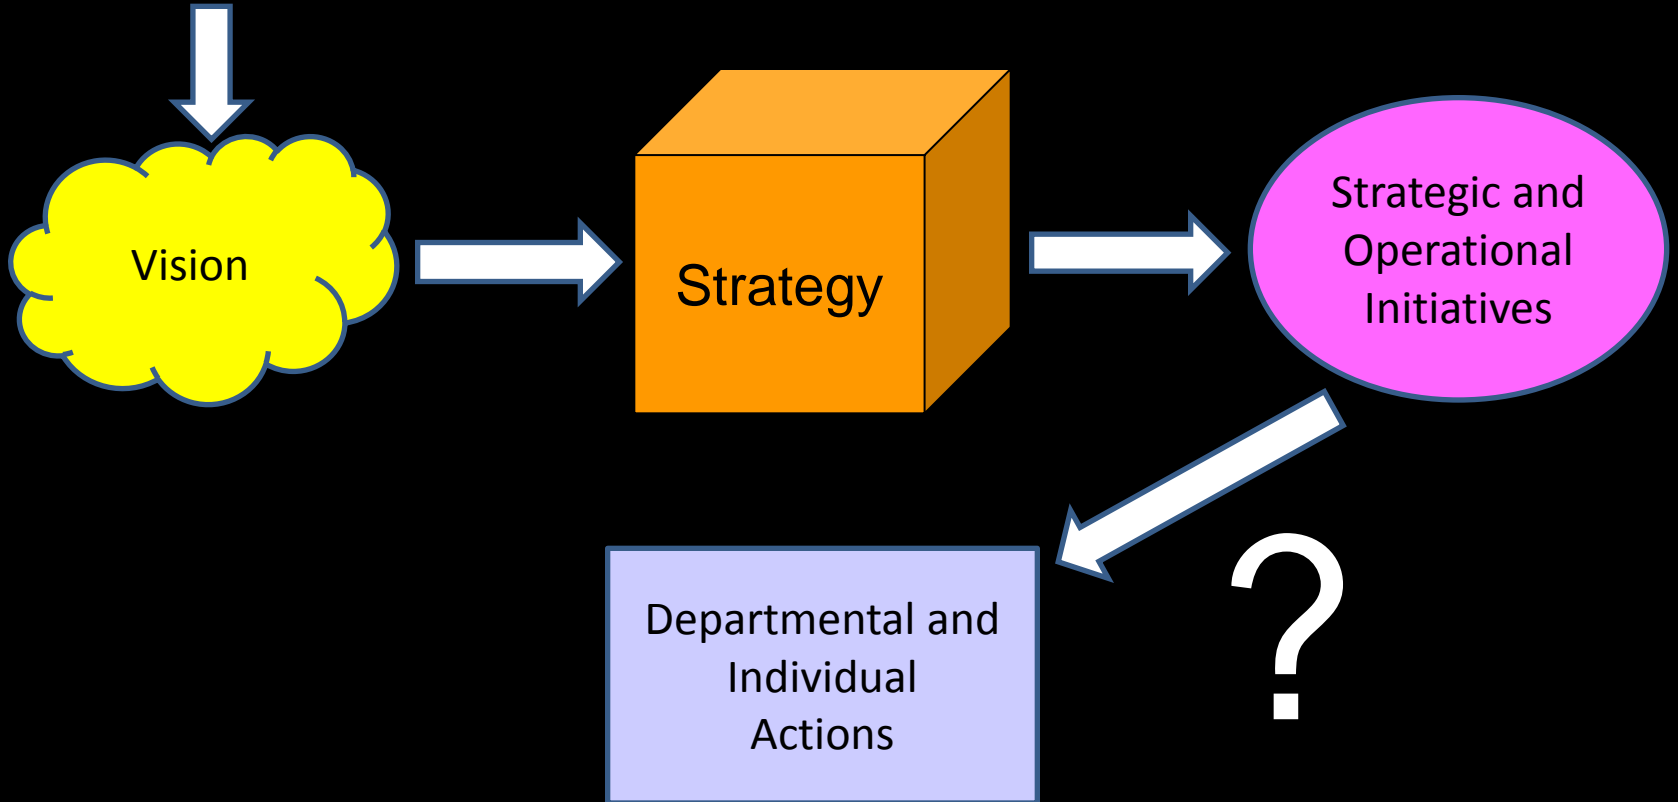 Vision
Strategy
Strategic and
Operational
Initiatives
Departmental and
Individual
Actions
?